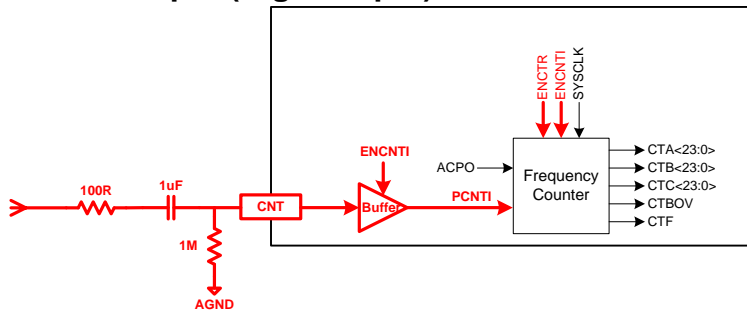 ENCTR
ENCNTI
SYSCLK
ENCNTI
ACPO
Frequency
Counter
CTA<23:0>
CTB<23:0>
CTC<23:0>
CTBOV
CTF
100R
1uF
CNT
Buffer
PCNTI
1M
AGND